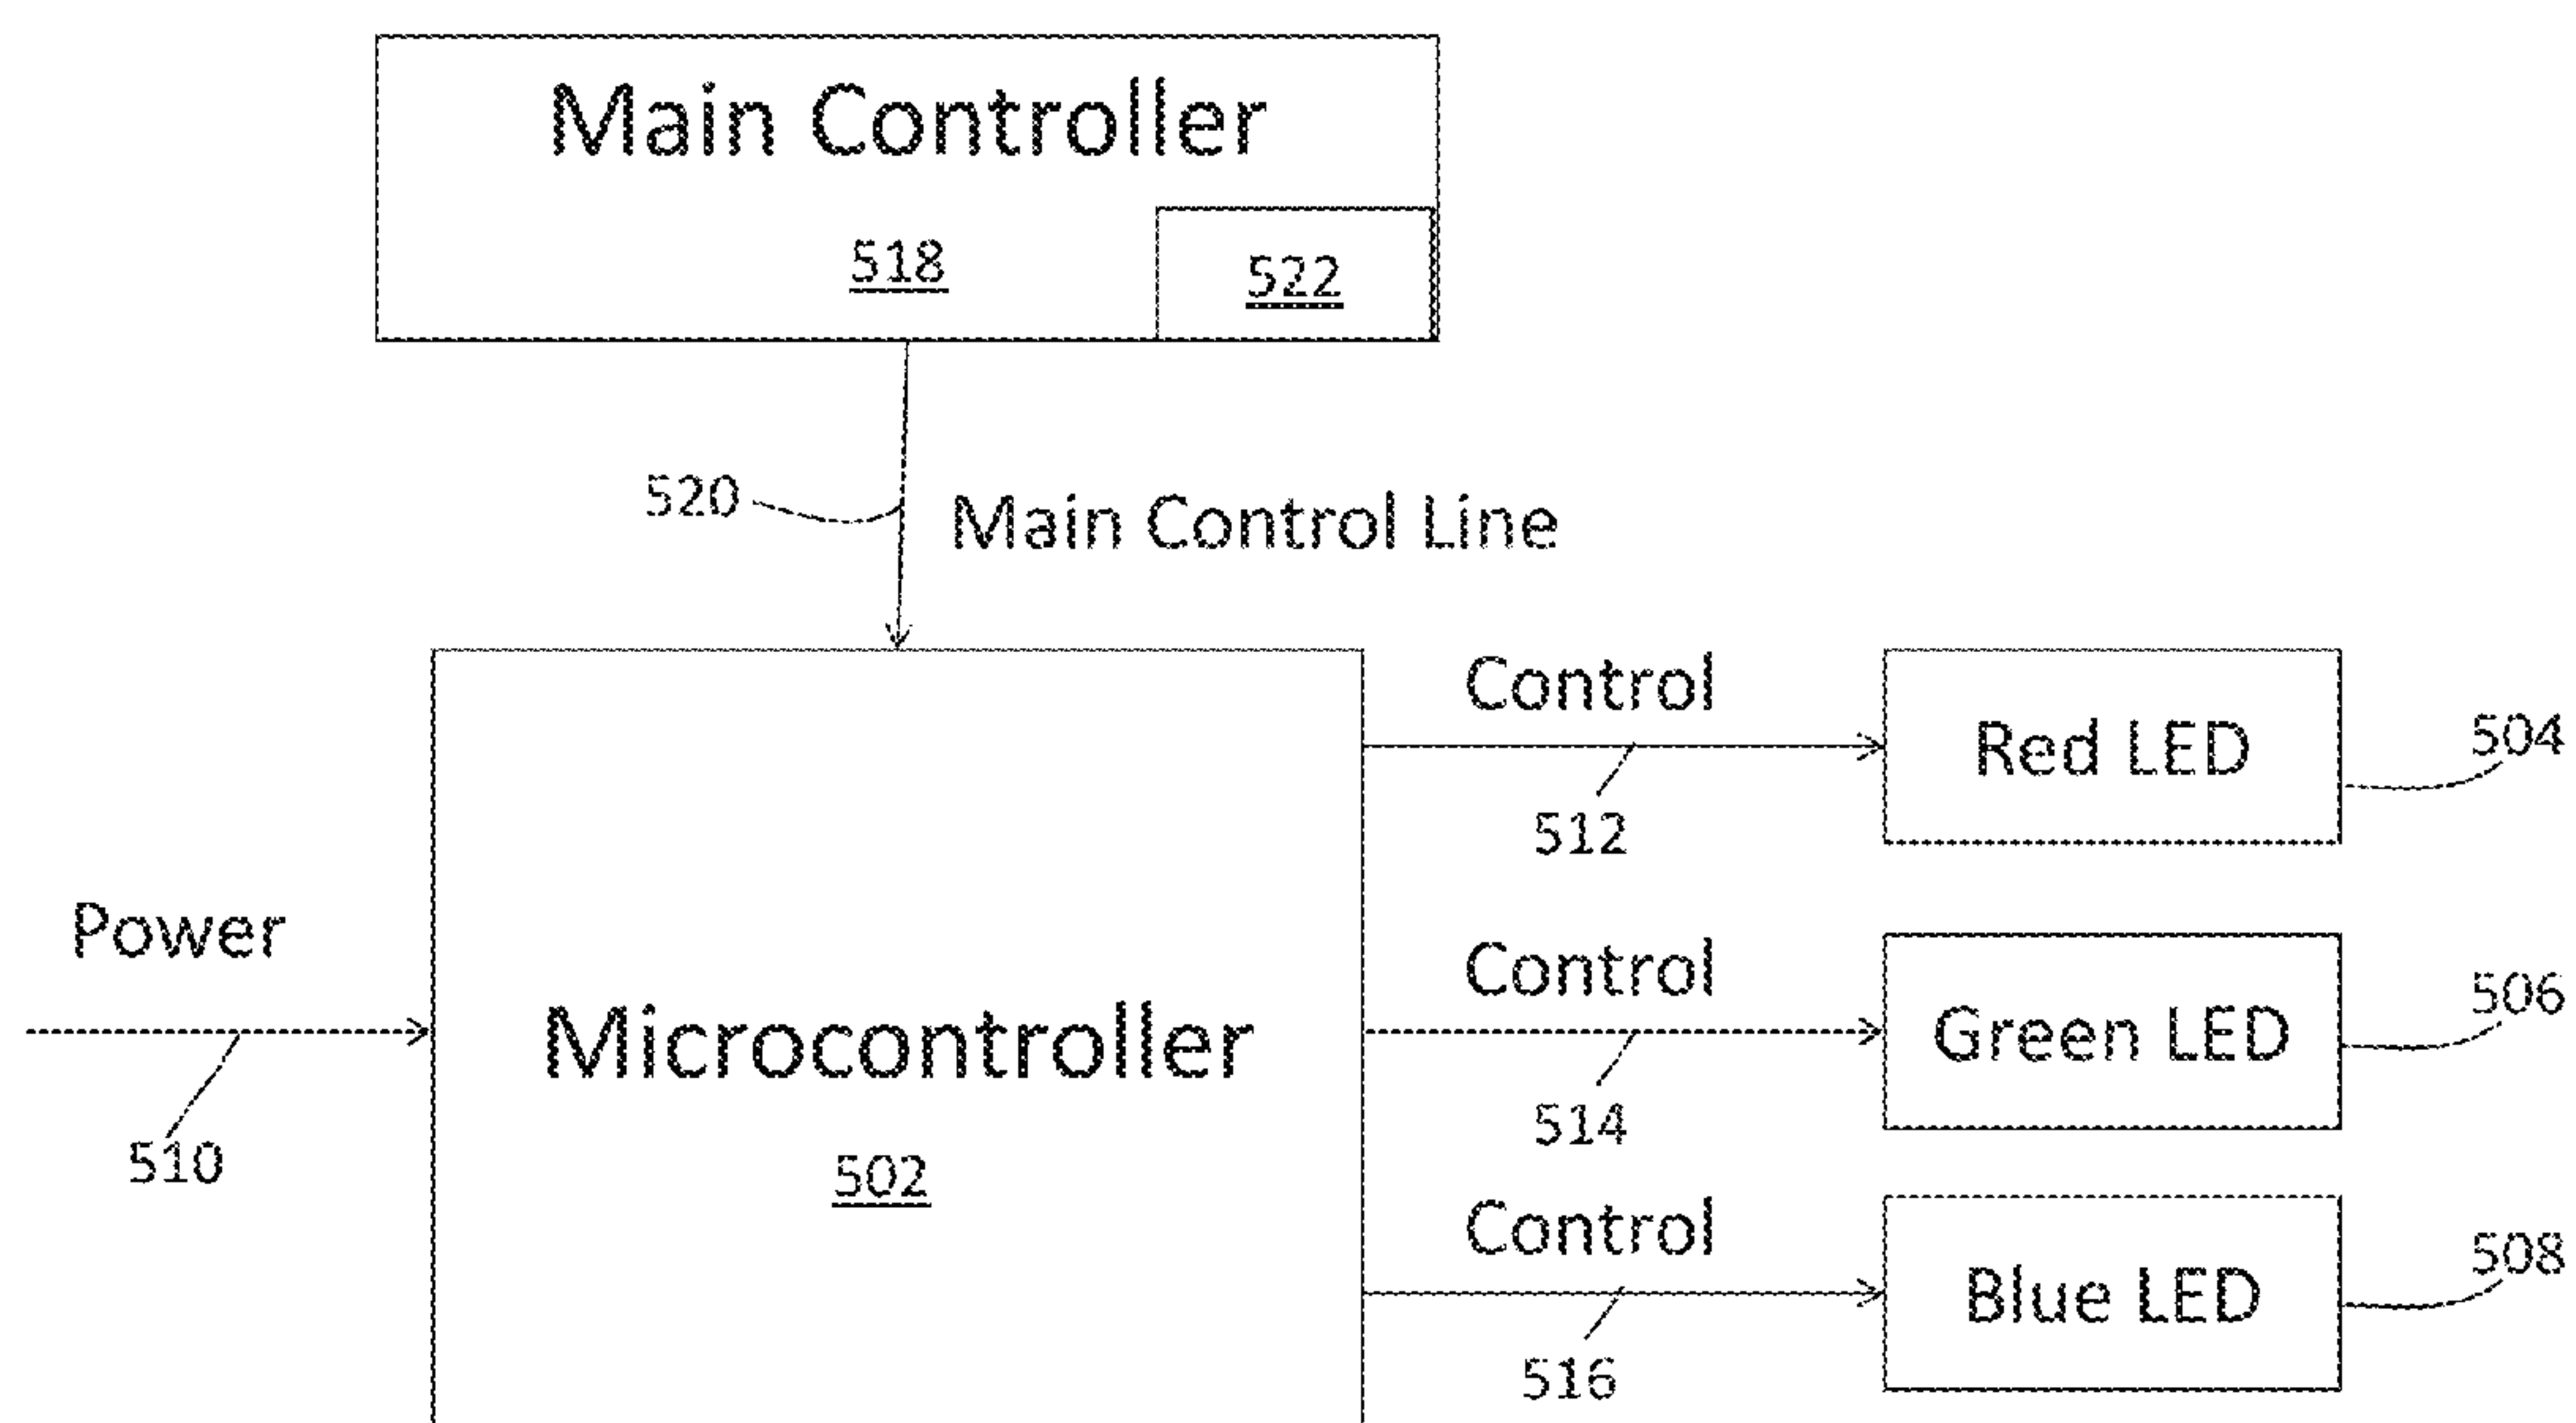 Main Controller
518
522
520
Main Control Line
Control
Red LED
504
512
Power
Control
Green LED
506
510
Microcontroller
502
514
Control
Blue LED
508
516